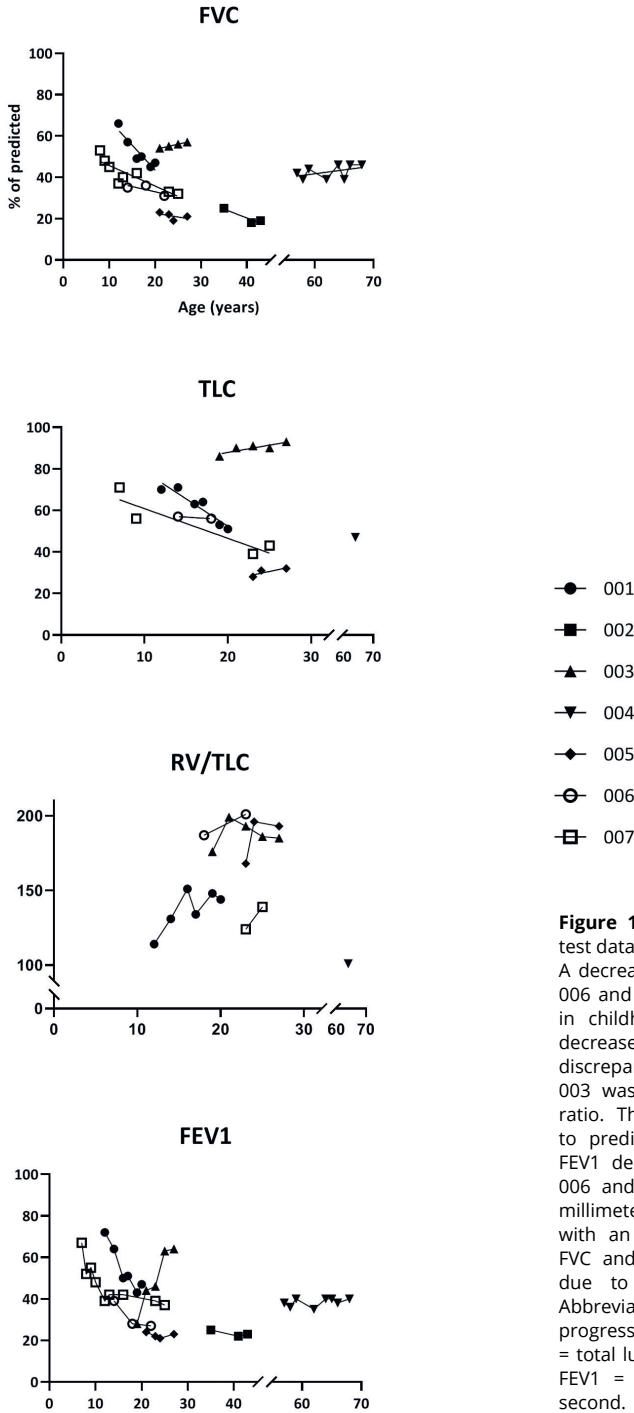 FVC
100
80
60
40
20
0
% of predicted
0 10 20 30 40 60 70
Age (years)
TLC
100
80
60
40
20
0
0 10 20 30 60 70
RV/TLC
200
150
100
0
0 10 20 30 60 70
FEV1
100
80
60
40
20
0
0 10 20 30 40 60 70
001
002
003
004
005
006
007
Figure 1
test data
A decrea
006 and
in childh
decrease
discrepa
003 was
ratio. Th
to predi
FEV1 de
006 and
millimete
with an
FVC and
due to
Abbrevia
progress
= total lu
FEV1 =
second.